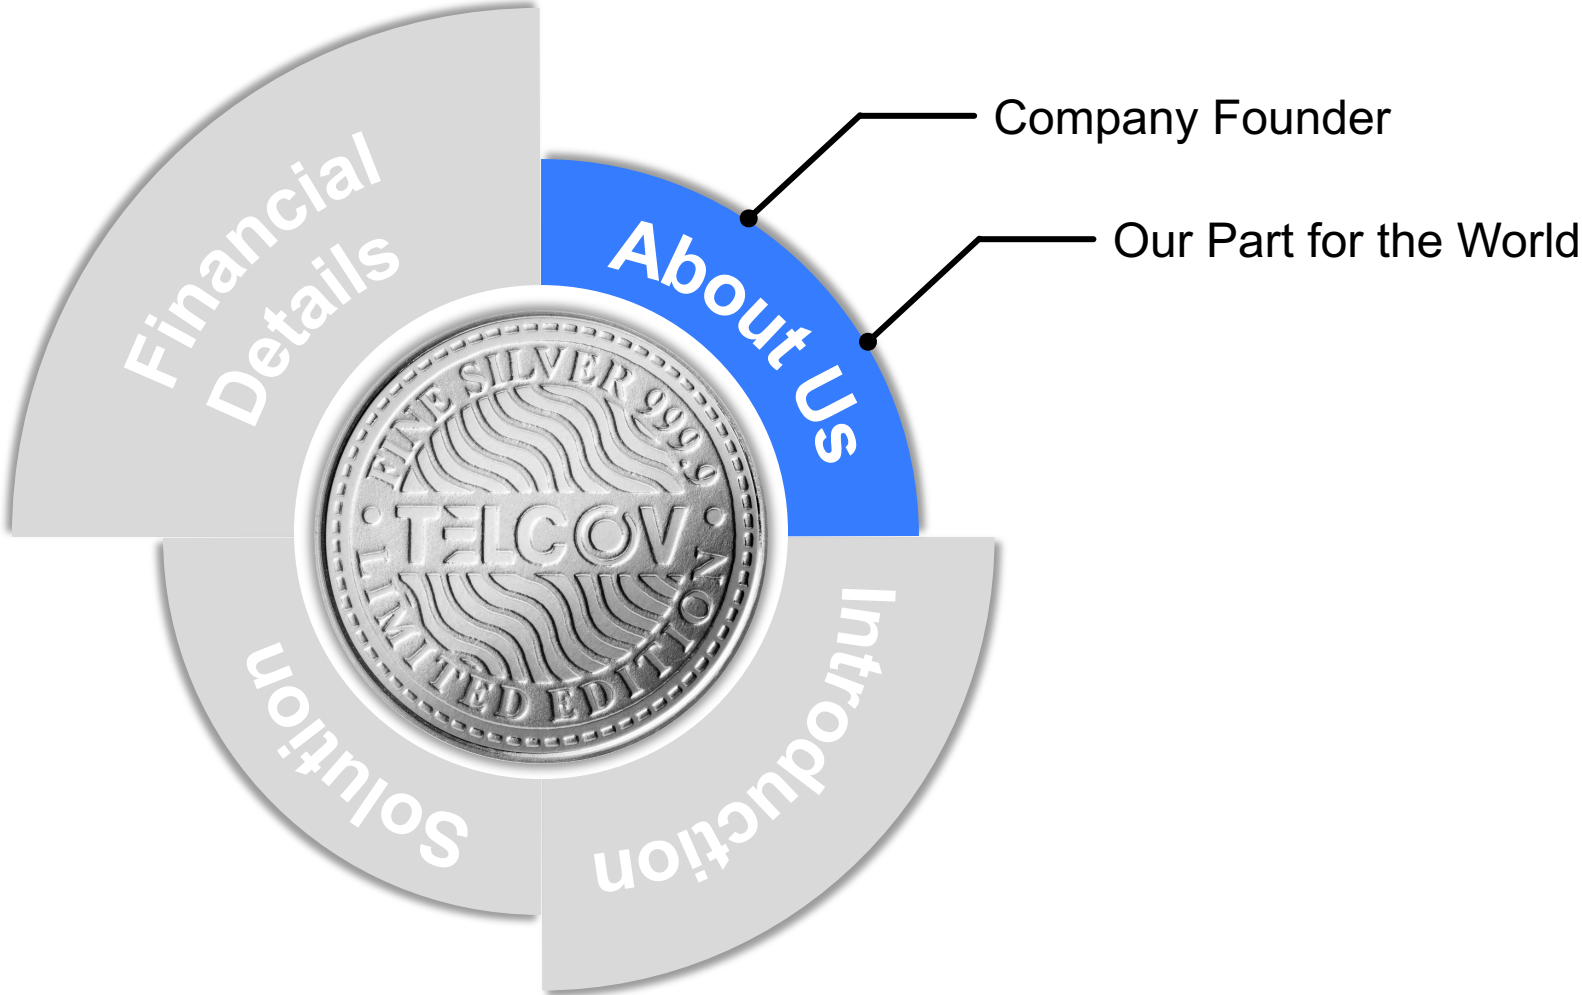 Company Founder
Our Part for the World
About Us
Financial
Details
FINE SILVER 999.9
TELCOV
LIMITED EDITION
Introduction
Solution